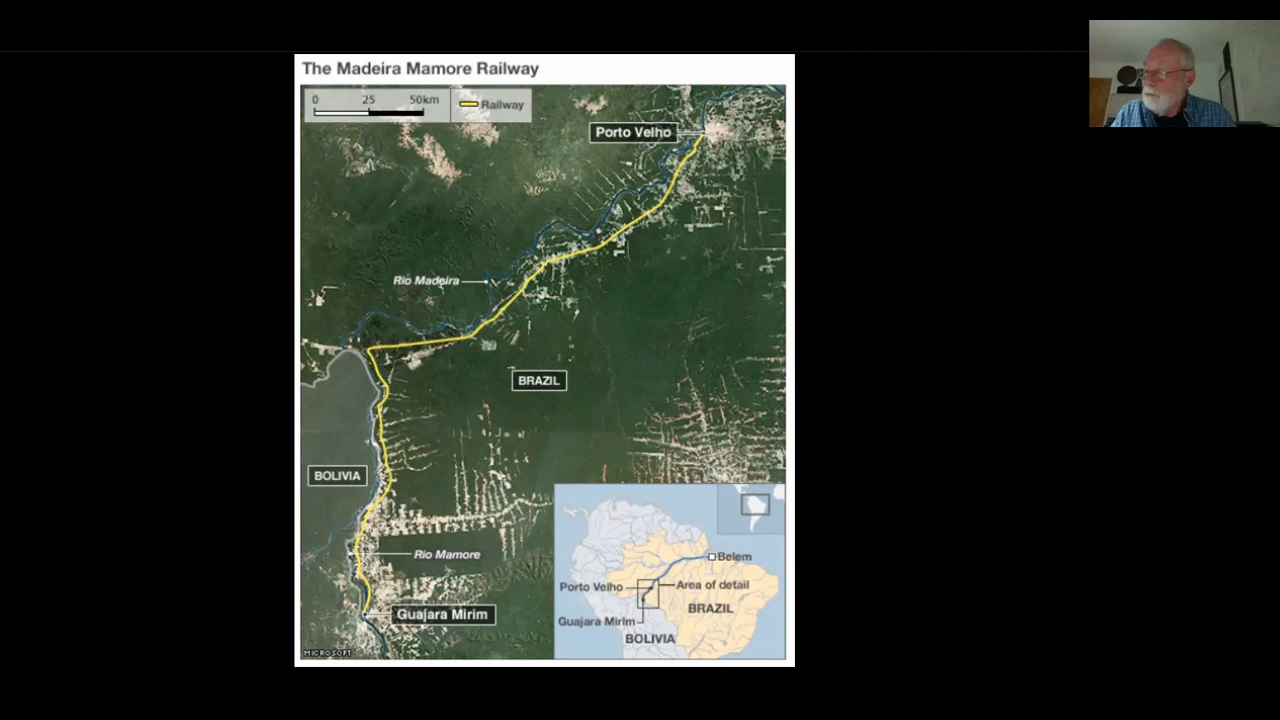 The Madeira Mamore Railway
0 25 50km
Railway
Porto Velho
Rio Madeira
BRAZIL
BOLIVIA
Rio Mamore
Guajara Mirim
MICROSOFT
Belem
Porto Velho
Area of detail
BRAZIL
Guajara Mirim
BOLIVIA